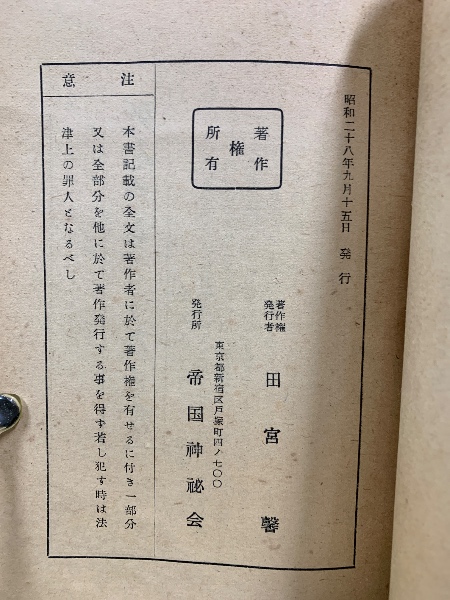 昭和二十八年九月十五日 発行
著作
権
所有
著作権
発行者
田宮馨
東京都新宿区戸塚町四ノ七〇〇
発行所
帝国神祕会
注意
本書記載の全文は著作者に於て著作権を有せるに付き一部分
又は全部分を他に於て著作発行する事を得ず若し犯す時は法
津上の罪人となるべし